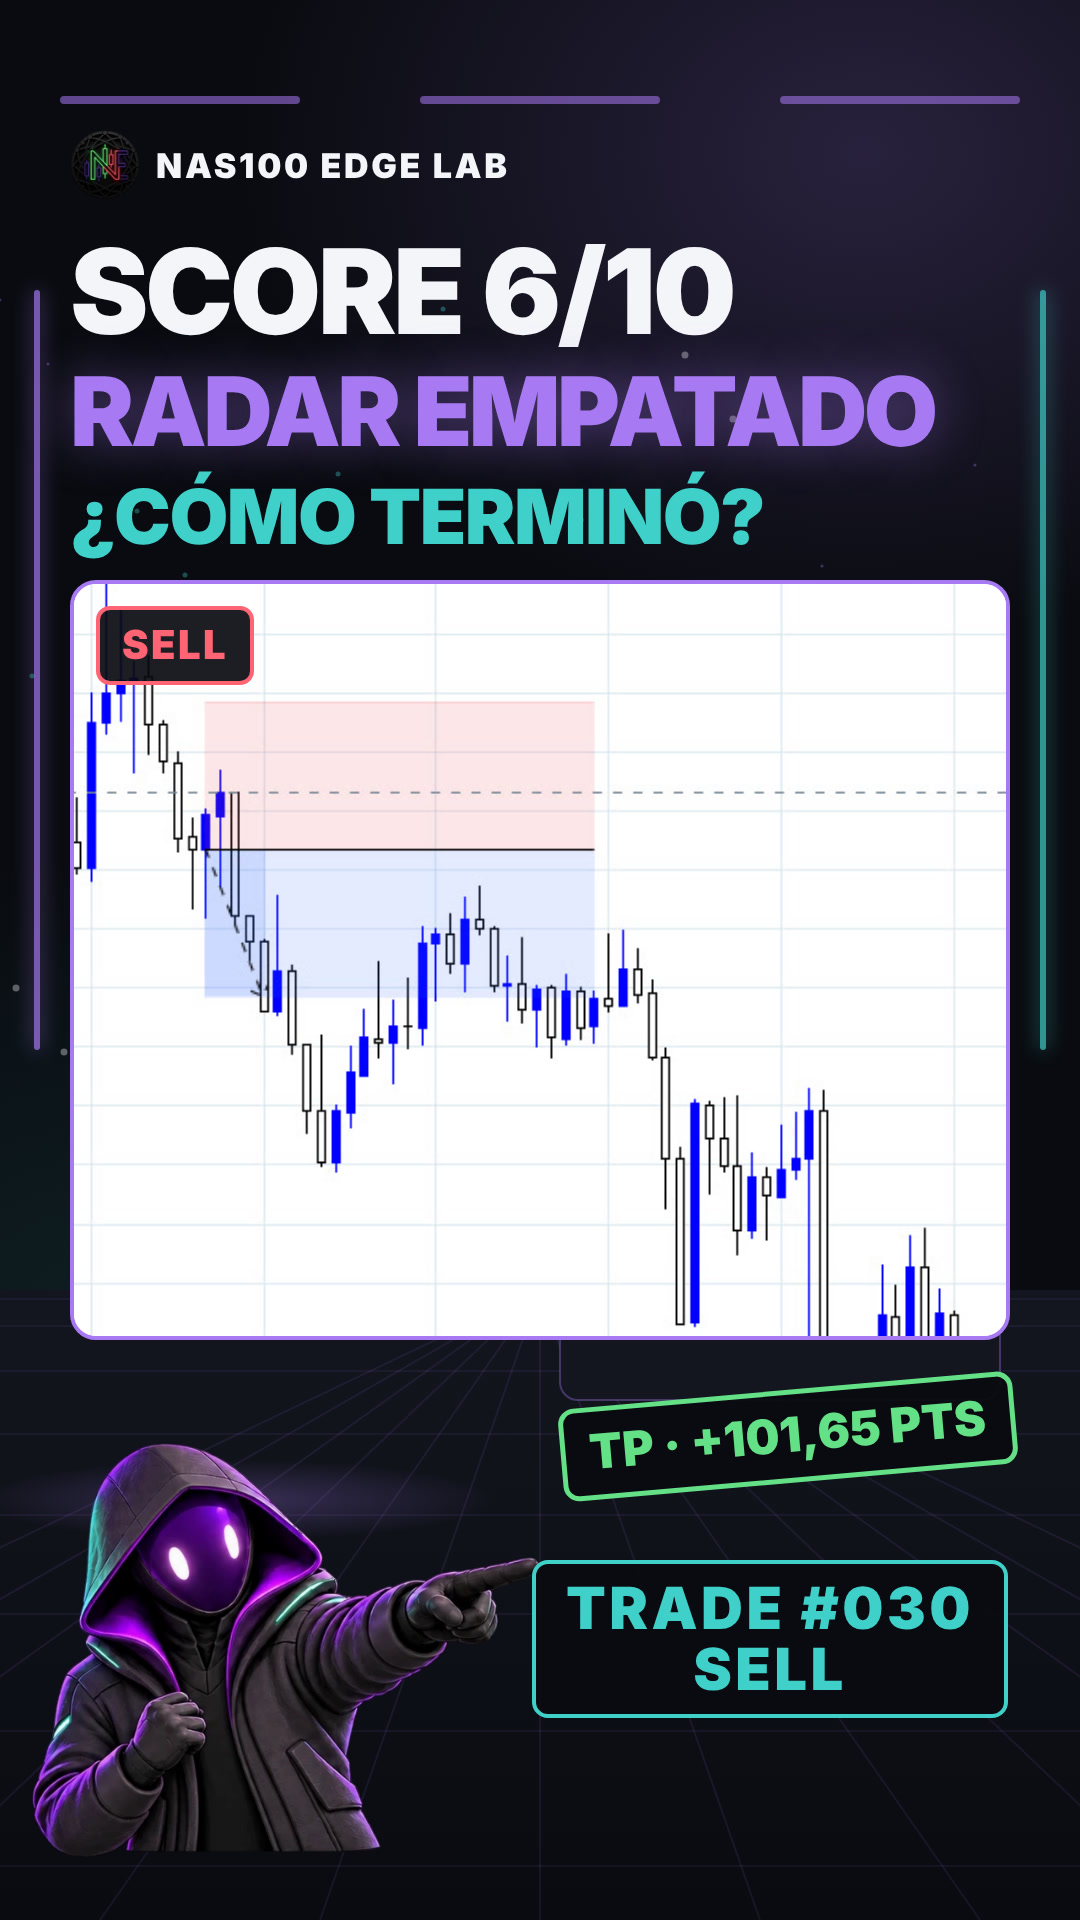 NAS100 EDGE LAB
SCORE 6/10
RADAR EMPATADO
¿CÓMO TERMINÓ?
SELL
TP · +101,65 PTS
TRADE #030
SELL